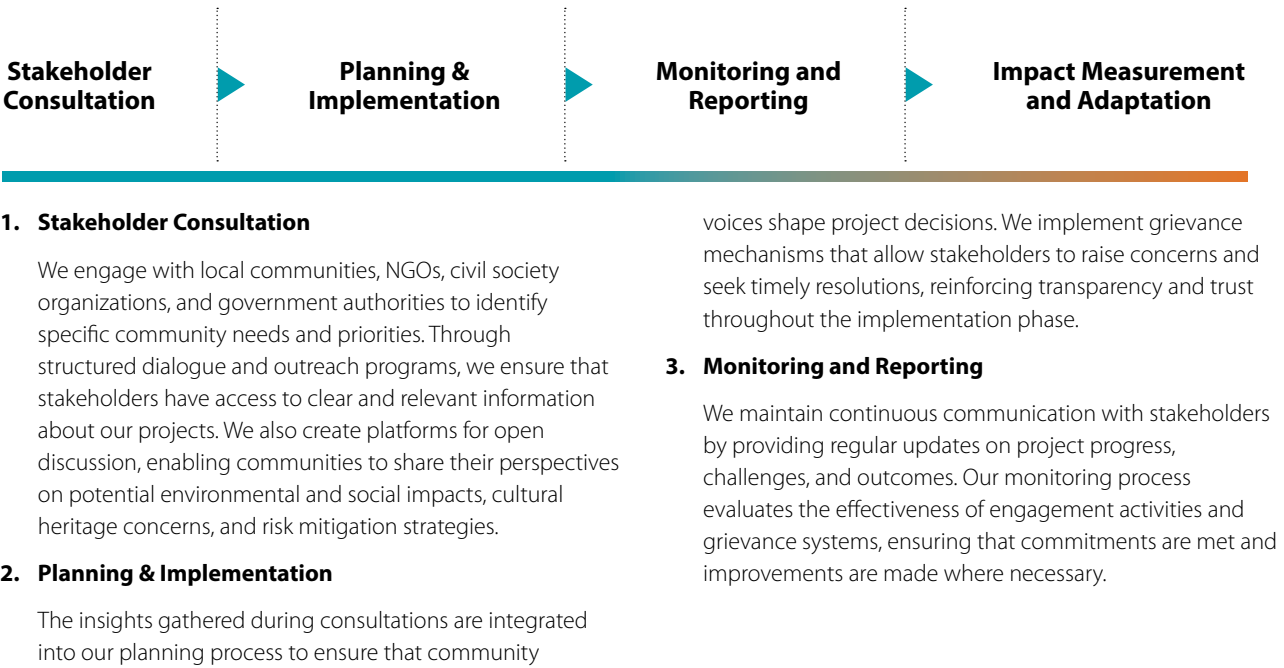 Stakeholder
Consultation
Planning &
Implementation
Monitoring and
Reporting
Impact Measurement
and Adaptation
1. Stakeholder Consultation
We engage with local communities, NGOs, civil society
organizations, and government authorities to identify
specific community needs and priorities. Through
structured dialogue and outreach programs, we ensure that
stakeholders have access to clear and relevant information
about our projects. We also create platforms for open
discussion, enabling communities to share their perspectives
on potential environmental and social impacts, cultural
heritage concerns, and risk mitigation strategies.
2. Planning & Implementation
The insights gathered during consultations are integrated
into our planning process to ensure that community
voices shape project decisions. We implement grievance
mechanisms that allow stakeholders to raise concerns and
seek timely resolutions, reinforcing transparency and trust
throughout the implementation phase.
3. Monitoring and Reporting
We maintain continuous communication with stakeholders
by providing regular updates on project progress,
challenges, and outcomes. Our monitoring process
evaluates the effectiveness of engagement activities and
grievance systems, ensuring that commitments are met and
improvements are made where necessary.